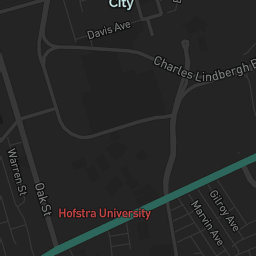 City
Davis Ave
Charles Lindbergh B
Warren St
Oak St
Hofstra University
Gilroy Ave
Marvin Ave